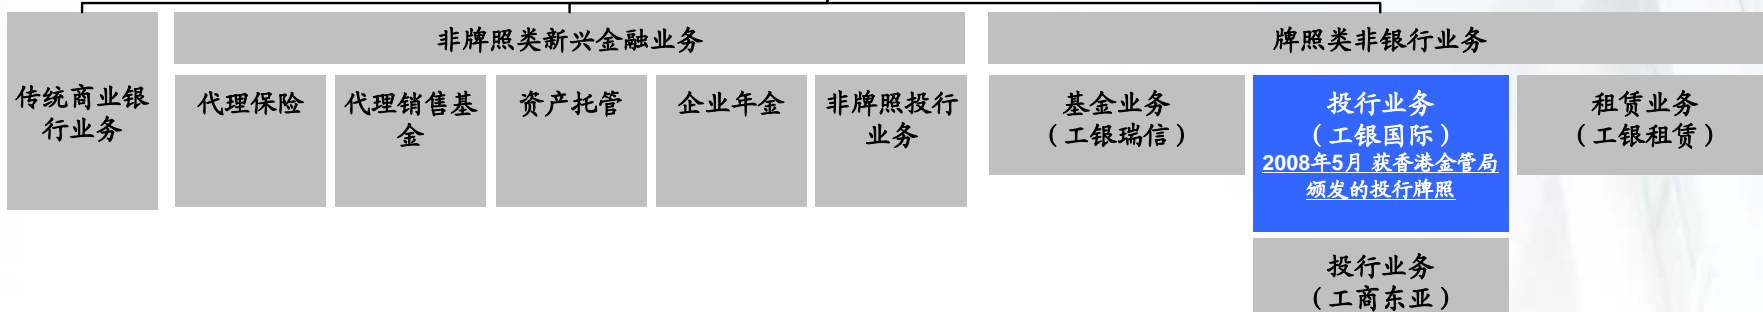 非牌照类新兴金融业务
牌照类非银行业务
传统商业银
行业务
代理保险
代理销售基
金
资产托管
企业年金
非牌照投行
业务
基金业务
（工银瑞信）
投行业务
（工银国际）
2008年5月 获香港金管局
颁发的投行牌照
租赁业务
（工银租赁）
投行业务
（工商东亚）